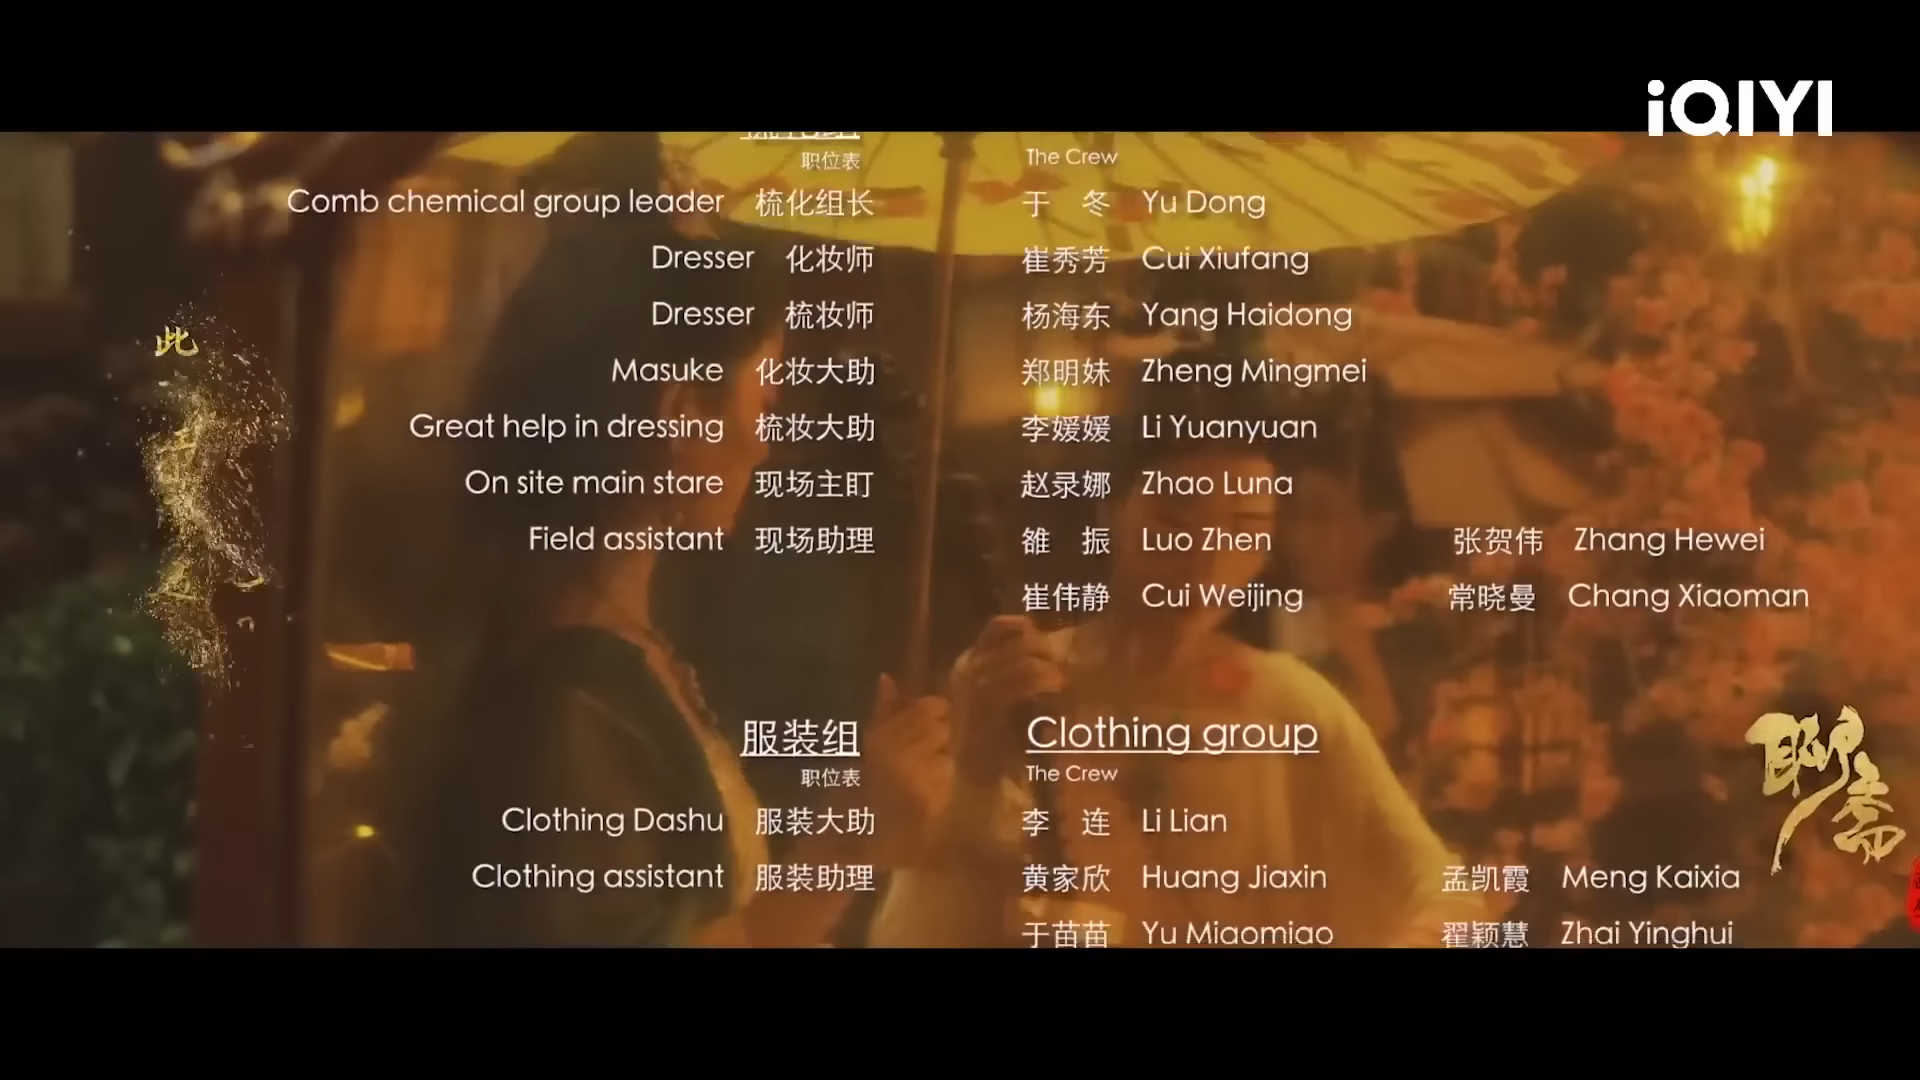 iQIYI
职位表 The Crew
Comb chemical group leader 梳化组长 于 冬 Yu Dong
Dresser 化妆师 崔秀芳 Cui Xiufang
Dresser 梳妆师 杨海东 Yang Haidong
Masuke 化妆大助 郑明妹 Zheng Mingmei
Great help in dressing 梳妆大助 李媛媛 Li Yuanyuan
On site main stare 现场主盯 赵录娜 Zhao Luna
Field assistant 现场助理 雒 振 Luo Zhen 张贺伟 Zhang Hewei
崔伟静 Cui Weijing 常晓曼 Chang Xiaoman
此
服装组 Clothing group
职位表 The Crew
Clothing Dashu 服装大助 李 连 Li Lian
Clothing assistant 服装助理 黄家欣 Huang Jiaxin 孟凯霞 Meng Kaixia
于苗苗 Yu Miaomiao 翟颖慧 Zhai Yinghui
聊斋